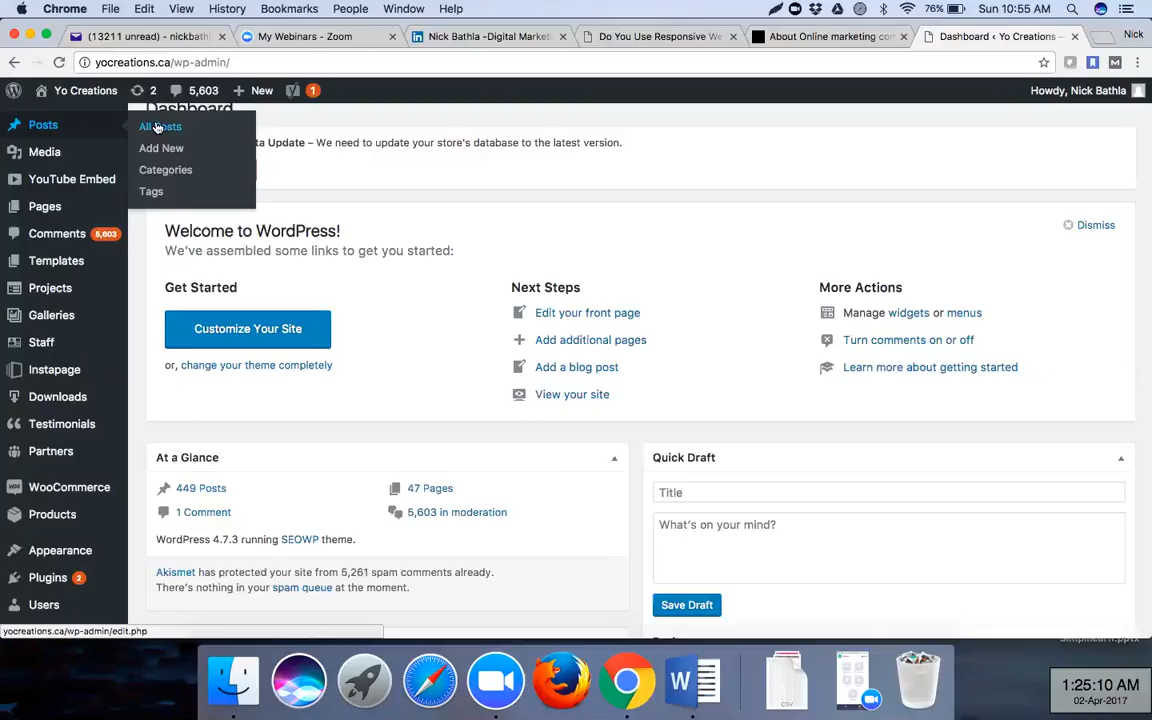 Chrome File Edit View History Bookmarks People Window Help 76% Sun 10:55 AM
(13211 unread) - nickbathl
My Webinars - Zoom
Nick Bathla -Digital Market
Do You Use Responsive We
About Online marketing com
Dashboard ‹ Yo Creations —
Nick
yocreations.ca/wp-admin/
Yo Creations 2 5,603 New 1 Howdy, Nick Bathla
Posts
Media
YouTube Embed
Pages
Comments 5,603
Templates
Projects
Galleries
Staff
Instapage
Downloads
Testimonials
Partners
WooCommerce
Products
Appearance
Plugins 2
Users
All Posts
Add New
Categories
Tags
Dashboard
ta Update – We need to update your store's database to the latest version.
Welcome to WordPress!
Dismiss
We've assembled some links to get you started:
Get Started
Customize Your Site
or, change your theme completely
Next Steps
Edit your front page
Add additional pages
Add a blog post
View your site
More Actions
Manage widgets or menus
Turn comments on or off
Learn more about getting started
At a Glance
449 Posts
47 Pages
1 Comment
5,603 in moderation
WordPress 4.7.3 running SEOWP theme.
Akismet has protected your site from 5,261 spam comments already.
There's nothing in your spam queue at the moment.
Quick Draft
Title
What's on your mind?
Save Draft
yocreations.ca/wp-admin/edit.php
W
CSV
1:25:10 AM
02-Apr-2017